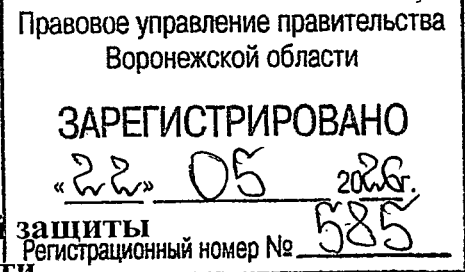 Правовое управление правительства
Воронежской области
ЗАРЕГИСТРИРОВАНО
«22» 05 2026г.
защиты
Регистрационный номер № 585